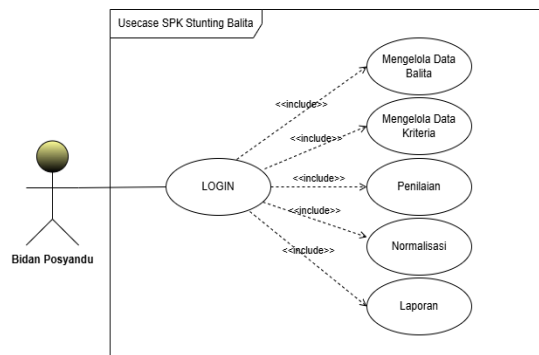 Usecase SPK Stunting Balita
Mengelola Data
Balita
<<include>>
Mengelola Data
Kriteria
<<include>>
LOGIN
<<include>>
Penilaian
<<include>>
Normalisasi
<<include>>
Laporan
Bidan Posyandu